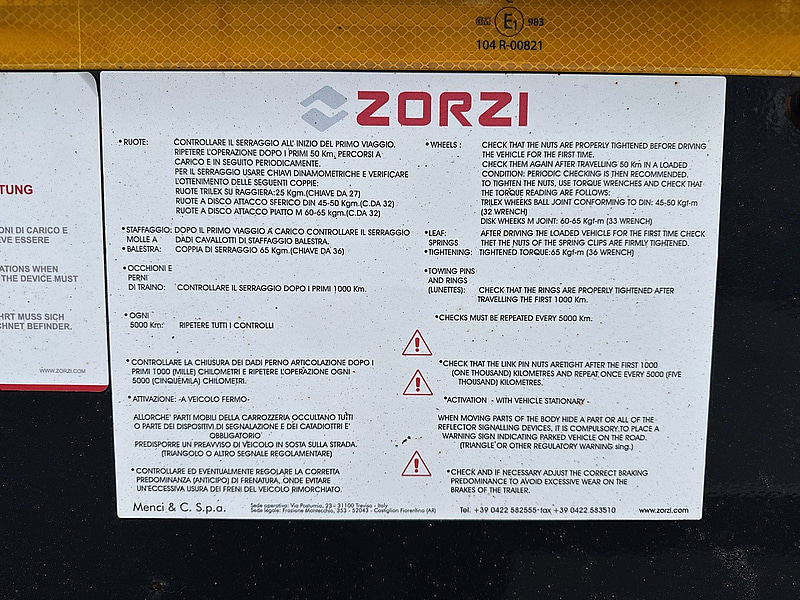 E1
983
104 R-00821
TUNG
ONI DI CARICO E
EVE ESSERE
ATIONS WHEN
THE DEVICE MUST
HRT MUSS SICH
CHNET BEFINDER.
WWW.ZORZI.COM
ZORZI
• RUOTE: CONTROLLARE IL SERRAGGIO ALL'INIZIO DEL PRIMO VIAGGIO.
RIPETERE L'OPERAZIONE DOPO I PRIMI 50 Km. PERCORSI A
CARICO E IN SEGUITO PERIODICAMENTE.
PER IL SERRAGGIO USARE CHIAVI DINAMOMETRICHE E VERIFICARE
L'OTTENIMENTO DELLE SEGUENTI COPPIE:
RUOTE TRILEX SU RAGGIERA:25 Kgm.(CHIAVE DA 27)
RUOTE A DISCO ATTACCO SFERICO DIN 45-50 Kgm.(C.DA 32)
RUOTE A DISCO ATTACCO PIATTO M 60-65 kgm.(C.DA 32)
• STAFFAGGIO: DOPO IL PRIMO VIAGGIO A CARICO CONTROLLARE IL SERRAGGIO
MOLLE A DADI CAVALLOTTI DI STAFFAGGIO BALESTRA.
• BALESTRA: COPPIA DI SERRAGGIO 65 Kgm.(CHIAVE DA 36)
• OCCHIONI E
PERNI
DI TRAINO: CONTROLLARE IL SERRAGGIO DOPO I PRIMI 1000 Km.
• OGNI
5000 Km: RIPETERE TUTTI I CONTROLLI
• CONTROLLARE LA CHIUSURA DEI DADI PERNO ARTICOLAZIONE DOPO I
PRIMI 1000 (MILLE) CHILOMETRI E RIPETERE L'OPERAZIONE OGNI -
5000 (CINQUEMILA) CHILOMETRI.
• ATTIVAZIONE: -A VEICOLO FERMO-
ALLORCHE' PARTI MOBILI DELLA CARROZZERIA OCCULTANO TUTTI
O PARTE DEI DISPOSITIVI DI SEGNALAZIONE E DEI CATADIOTTRI E'
OBBLIGATORIO
PREDISPORRE UN PREAVVISO DI VEICOLO IN SOSTA SULLA STRADA.
(TRIANGOLO O ALTRO SEGNALE REGOLAMENTARE)
• CONTROLLARE ED EVENTUALMENTE REGOLARE LA CORRETTA
PREDOMINANZA (ANTICIPO) DI FRENATURA, ONDE EVITARE
UN'ECCESSIVA USURA DEI FRENI DEL VEICOLO RIMORCHIATO.
• WHEELS : CHECK THAT THE NUTS ARE PROPERLY TIGHTENED BEFORE DRIVING
THE VEHICLE FOR THE FIRST TIME.
CHECK THEM AGAIN AFTER TRAVELLING 50 Km IN A LOADED
CONDITION: PERIODIC CHECKING IS THEN RECOMMENDED.
TO TIGHTEN THE NUTS, USE TORQUE WRENCHES AND CHECK THAT
THE TORQUE READING ARE FOLLOWS:
TRILEX WHEELS BALL JOINT CONFORMING TO DIN: 45-50 Kgf-m
(32 WRENCH)
DISK WHEELS M JOINT: 60-65 Kgf-m (33 WRENCH)
• LEAF: AFTER DRIVING THE LOADED VEHICLE FOR THE FIRST TIME CHECK
SPRINGS THET THE NUTS OF THE SPRING CLIPS ARE FIRMLY TIGHTENED.
• TIGHTENING: TIGHTENED TORQUE:65 Kgf-m (36 WRENCH)
• TOWING PINS
AND RINGS
(LUNETTES): CHECK THAT THE RINGS ARE PROPERLY TIGHTENED AFTER
TRAVELLING THE FIRST 1000 Km.
• CHECKS MUST BE REPEATED EVERY 5000 Km.
• CHECK THAT THE LINK PIN NUTS ARETIGHT AFTER THE FIRST 1000
(ONE THOUSAND) KILOMETRES AND REPEAT ONCE EVERY 5000 (FIVE
THOUSAND) KILOMETRES.
• ACTIVATION - WITH VEHICLE STATIONARY -
WHEN MOVING PARTS OF THE BODY HIDE A PART OR ALL OF THE
REFLECTOR SIGNALLING DEVICES, IT IS COMPULSORY TO PLACE A
WARNING SIGN INDICATING PARKED VEHICLE ON THE ROAD.
(TRIANGLE OR OTHER REGULATORY WARNING sing.)
• CHECK AND IF NECESSARY ADJUST THE CORRECT BRAKING
PREDOMINANCE TO AVOID EXCESSIVE WEAR ON THE
BRAKES OF THE TRAILER.
Menci & C. S.p.a.
Sede operativa: Via Postumia, 23 - 31100 Treviso - Italy
Sede legale: Frazione Montecchio, 353 - 52043 - Castiglion Fiorentino (AR)
Tel. +39 0422 582555-fax +39 0422 583510
www.zorzi.com